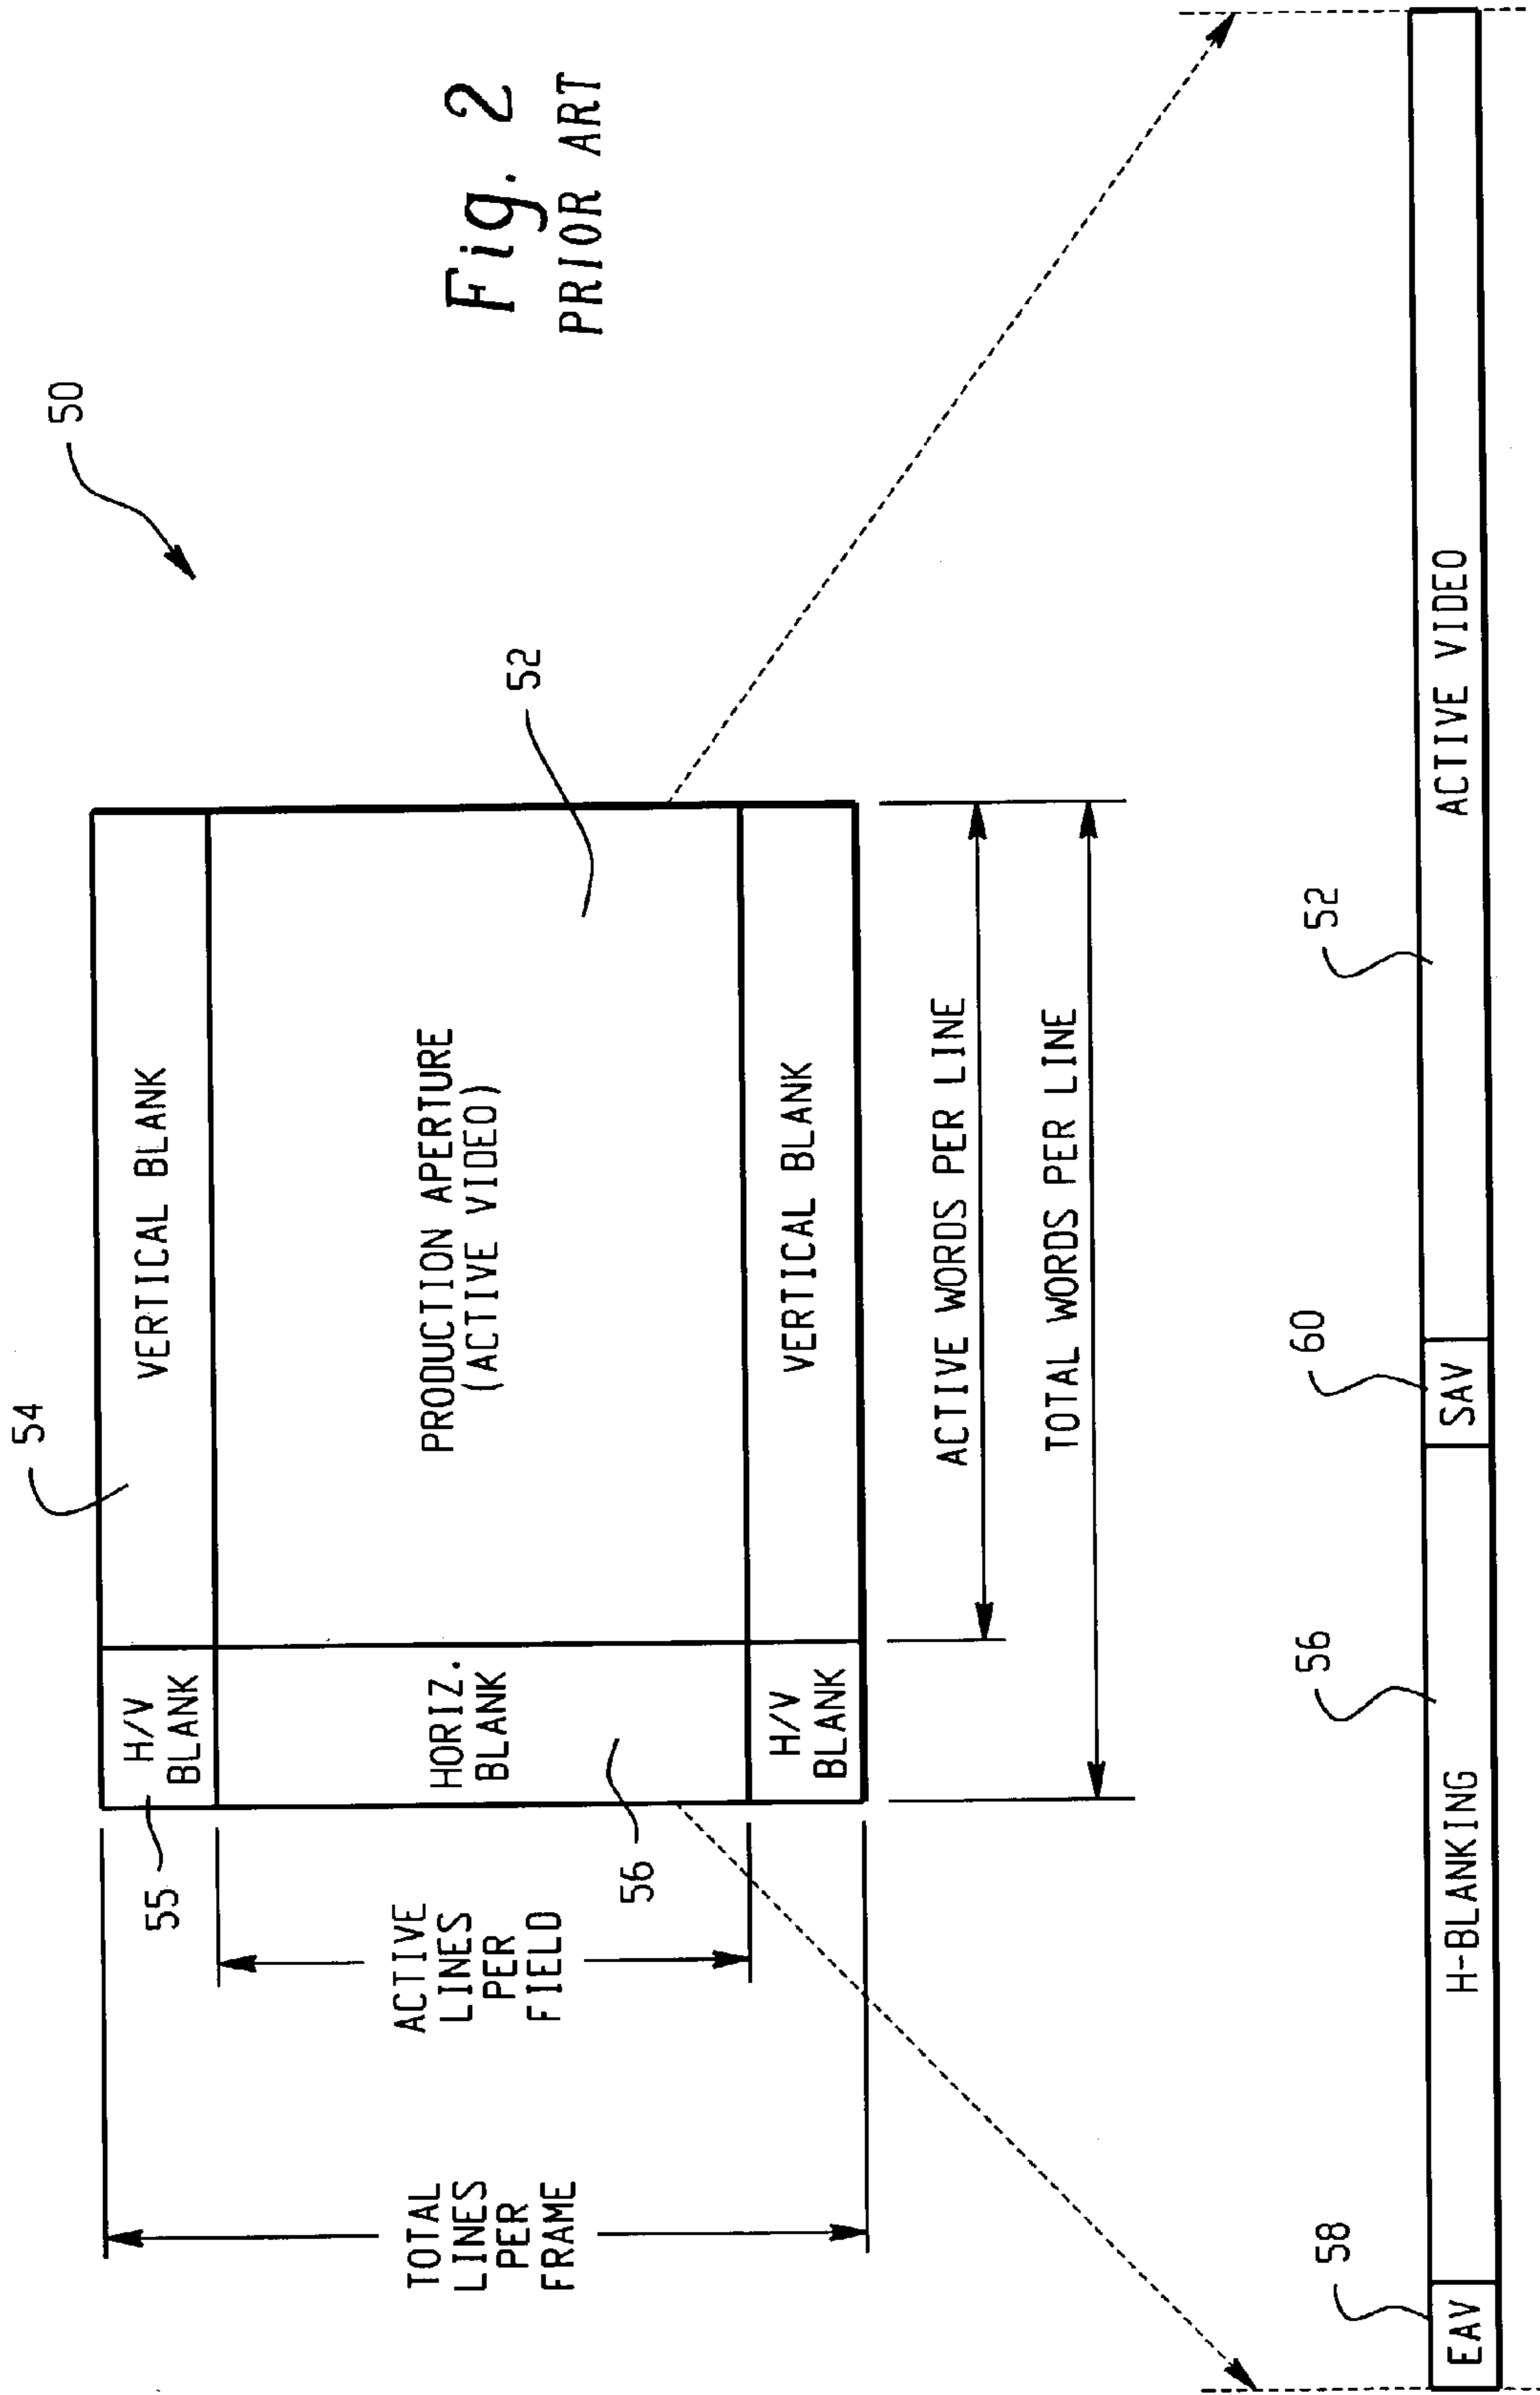 Fig. 2
PRIOR ART
50
54
52
VERTICAL BLANK
H/V
BLANK
55
PRODUCTION APERTURE
(ACTIVE VIDEO)
HORIZ.
BLANK
56
VERTICAL BLANK
H/V
BLANK
TOTAL
LINES
PER
FRAME
ACTIVE
LINES
PER
FIELD
ACTIVE WORDS PER LINE
TOTAL WORDS PER LINE
58
56
60
52
EAV
H-BLANKING
SAV
ACTIVE VIDEO